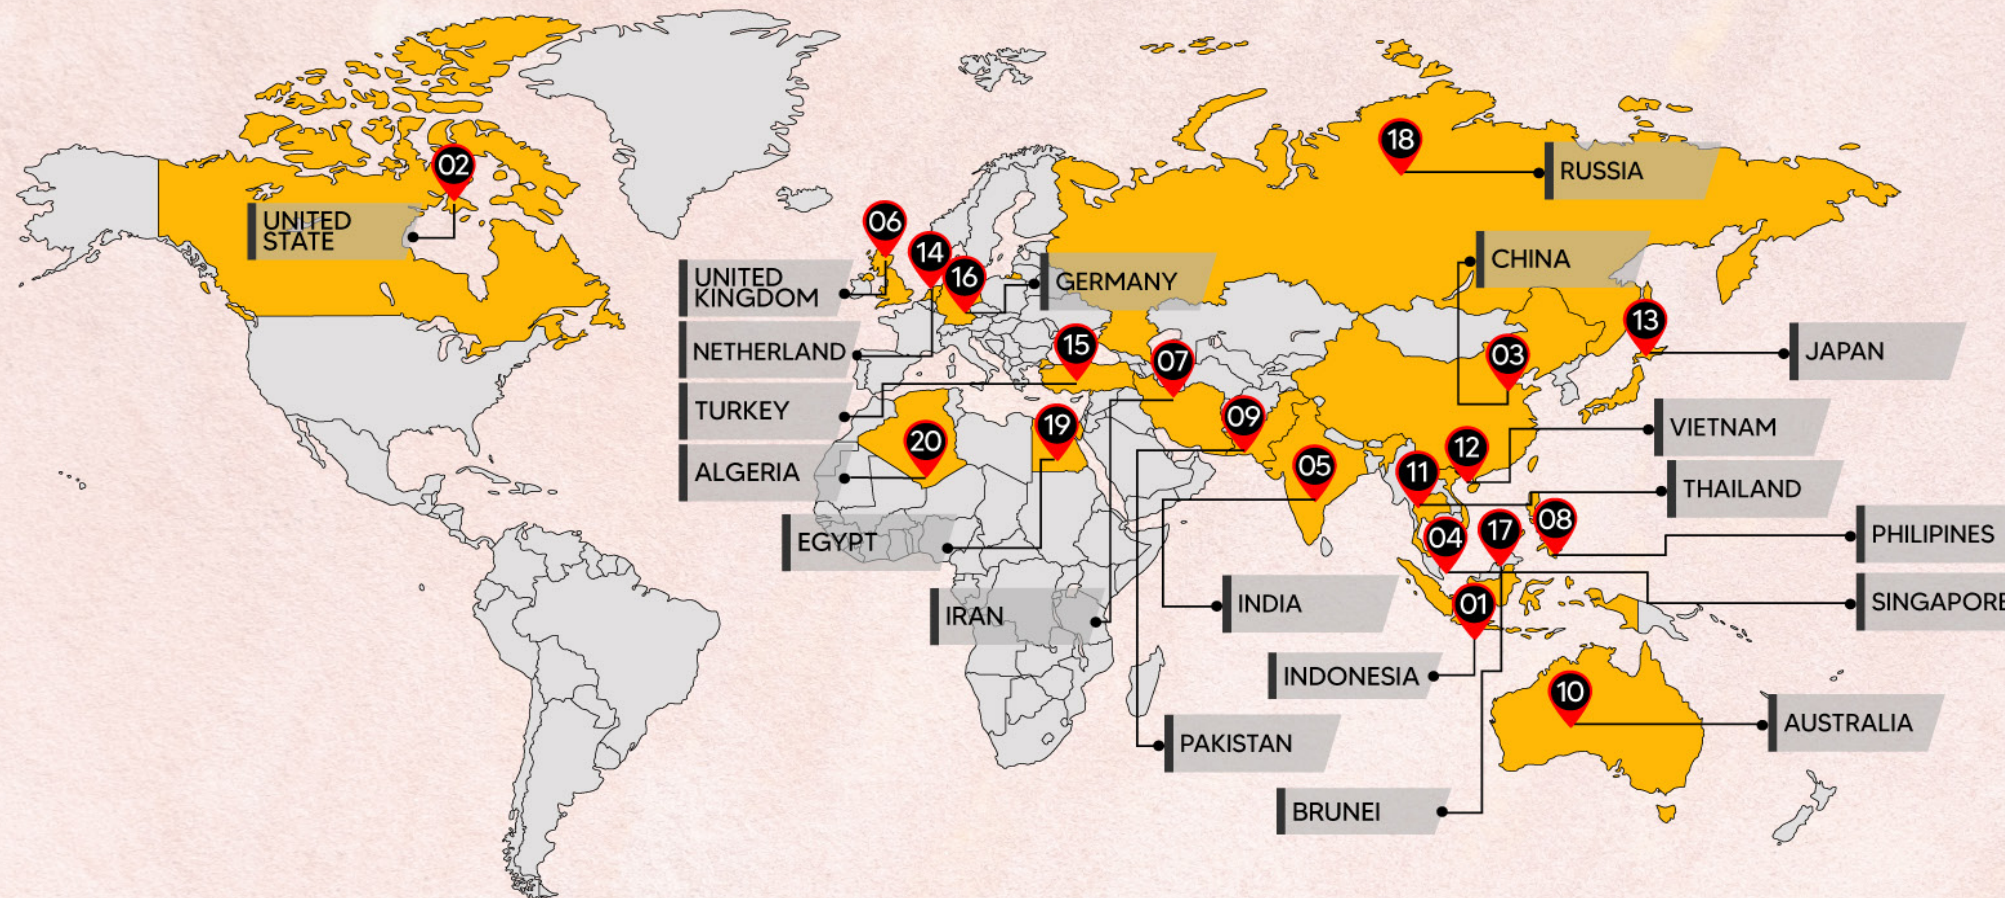 18
RUSSIA
02
UNITED
STATE
06
14
16
CHINA
UNITED
KINGDOM
GERMANY
13
NETHERLAND
15
07
03
JAPAN
TURKEY
09
19
VIETNAM
20
12
ALGERIA
05
11
THAILAND
EGYPT
04
17
08
PHILIPINES
IRAN
INDIA
01
SINGAPORE
INDONESIA
10
AUSTRALIA
PAKISTAN
BRUNEI